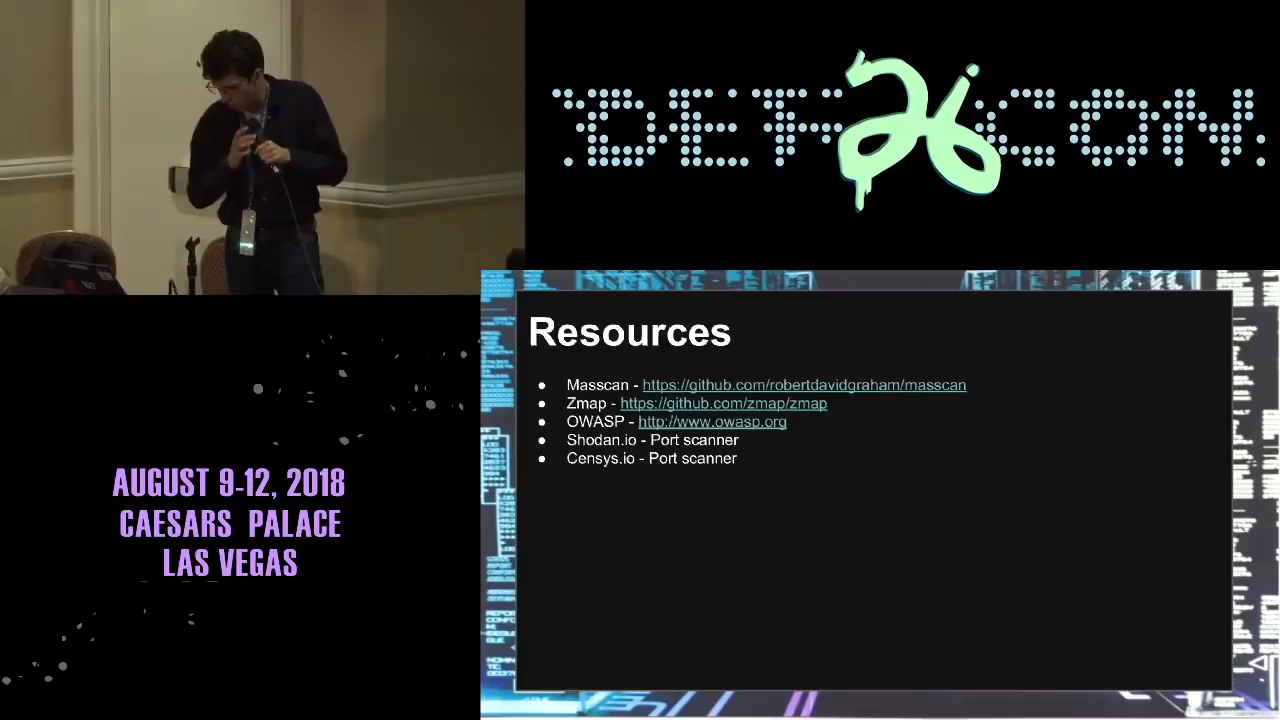 DEF 26 CON
Resources
Masscan - https://github.com/robertdavidgraham/masscan
Zmap - https://github.com/zmap/zmap
OWASP - http://www.owasp.org
Shodan.io - Port scanner
Censys.io - Port scanner
AUGUST 9-12, 2018
CAESARS PALACE
LAS VEGAS